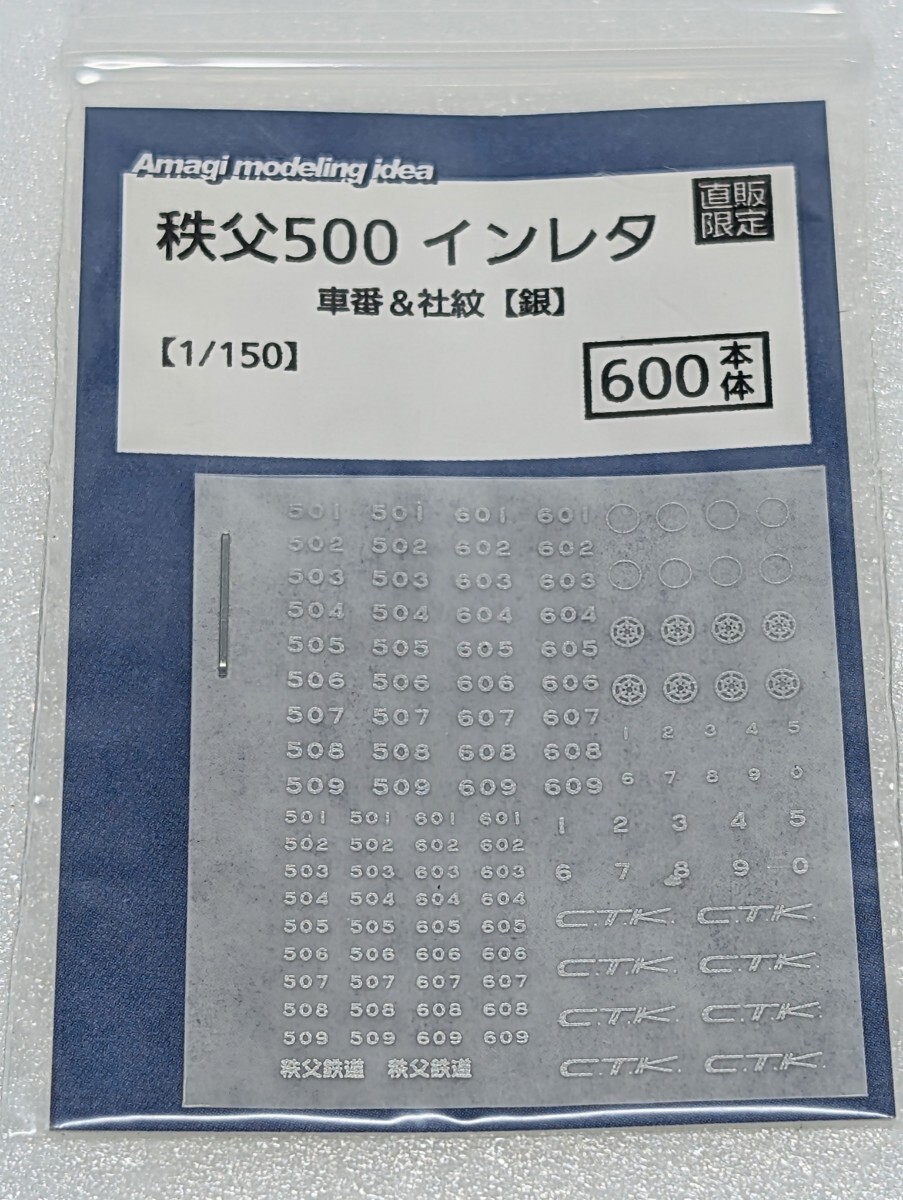 Amagi modeling idea
秩父500 インレタ
直販
限定
車番&社紋【銀】
【1/150】
600 本体
501 501 601 601
502 502 602 602
503 503 603 603
504 504 604 604
505 505 605 605
506 506 606 606
507 507 607 607
508 508 608 608
509 509 609 609
1 2 3 4 5
6 7 8 9 0
501 501 601 601
502 502 602 602
503 503 603 603
504 504 604 604
505 505 605 605
506 506 606 606
507 507 607 607
508 508 608 608
509 509 609 609
1 2 3 4 5
6 7 8 9 0
C.T.K. C.T.K.
C.T.K. C.T.K.
C.T.K. C.T.K.
C.T.K. C.T.K.
秩父鉄道 秩父鉄道